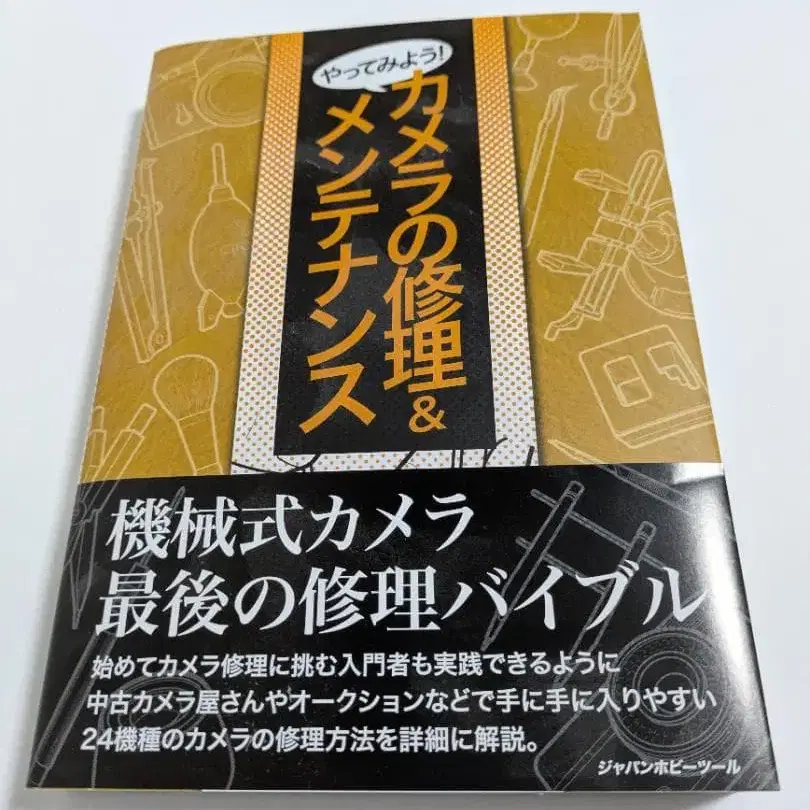 やってみよう!
カメラの修理&
メンテナンス
機械式カメラ
最後の修理バイブル
始めてカメラ修理に挑む入門者も実践できるように
中古カメラ屋さんやオークションなどで手に手に入りやすい
24機種のカメラの修理方法を詳細に解説。
ジャパンホビーツール